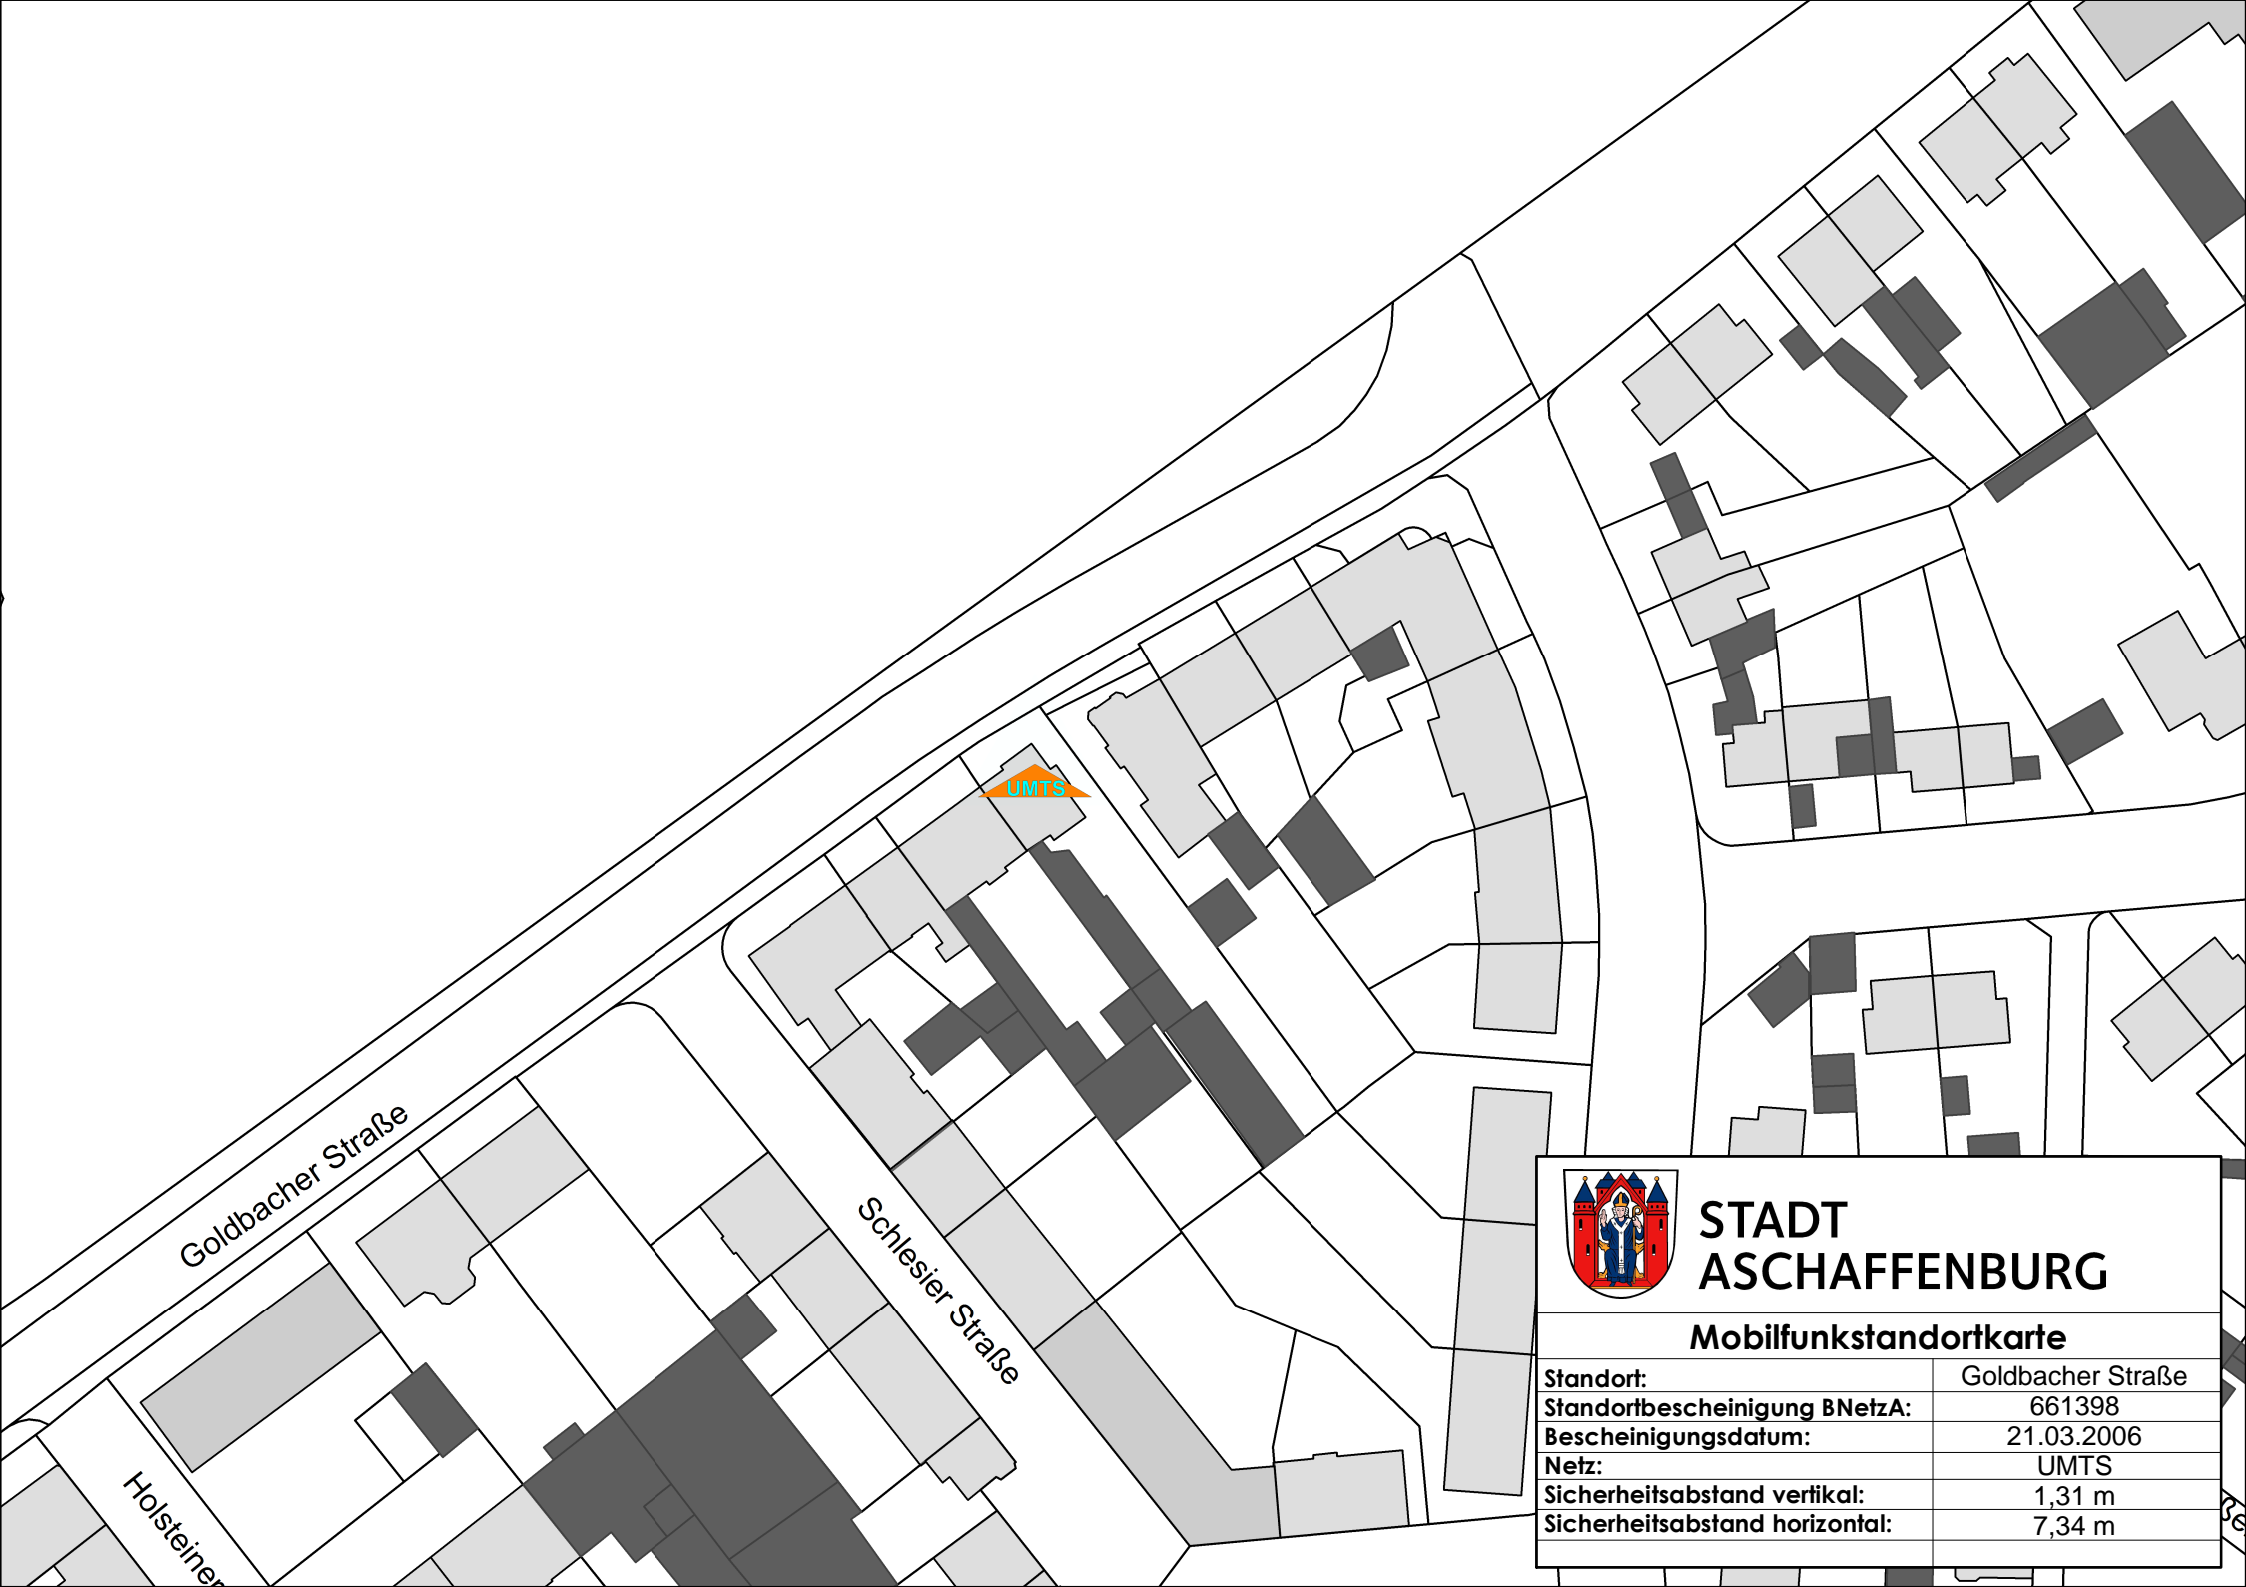 UMTS
Goldbacher Straße
Schlesier Straße
Holsteiner
STADT
ASCHAFFENBURG
Mobilfunkstandortkarte
Standort: Goldbacher Straße
Standortbescheinigung BNetzA: 661398
Bescheinigungsdatum: 21.03.2006
Netz: UMTS
Sicherheitsabstand vertikal: 1,31 m
Sicherheitsabstand horizontal: 7,34 m